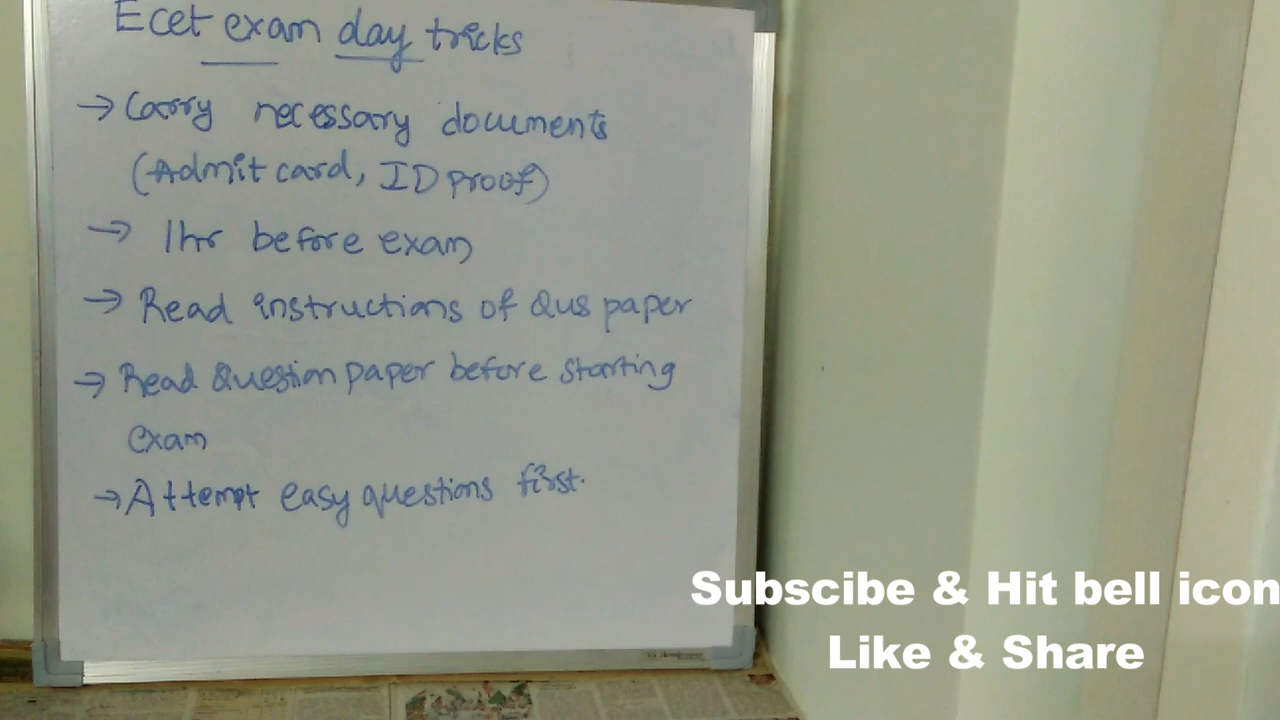 Ecet exam day tricks
→ Carry necessary documents
(Admit card, ID proof)
→ 1hr before exam
→ Read instructions of Qus paper
→ Read Question paper before starting
exam
→ Attempt easy questions first.
Subscibe & Hit bell icon
Like & Share